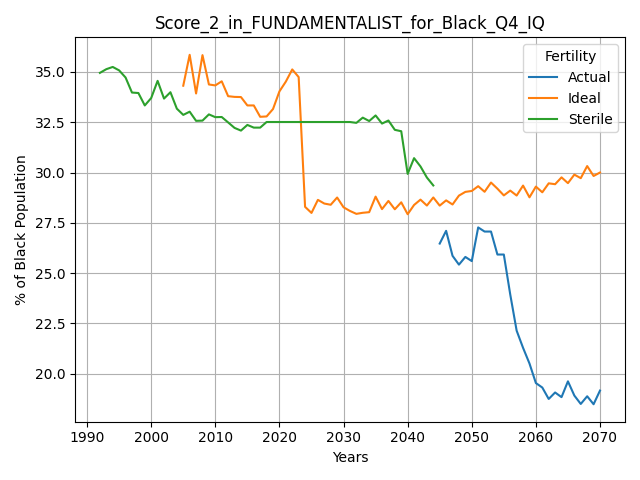 Score_2_in_FUNDAMENTALIST_for_Black_Q4_IQ
Fertility
Actual
Ideal
Sterile
% of Black Population
35.0
32.5
30.0
27.5
25.0
22.5
20.0
1990 2000 2010 2020 2030 2040 2050 2060 2070
Years